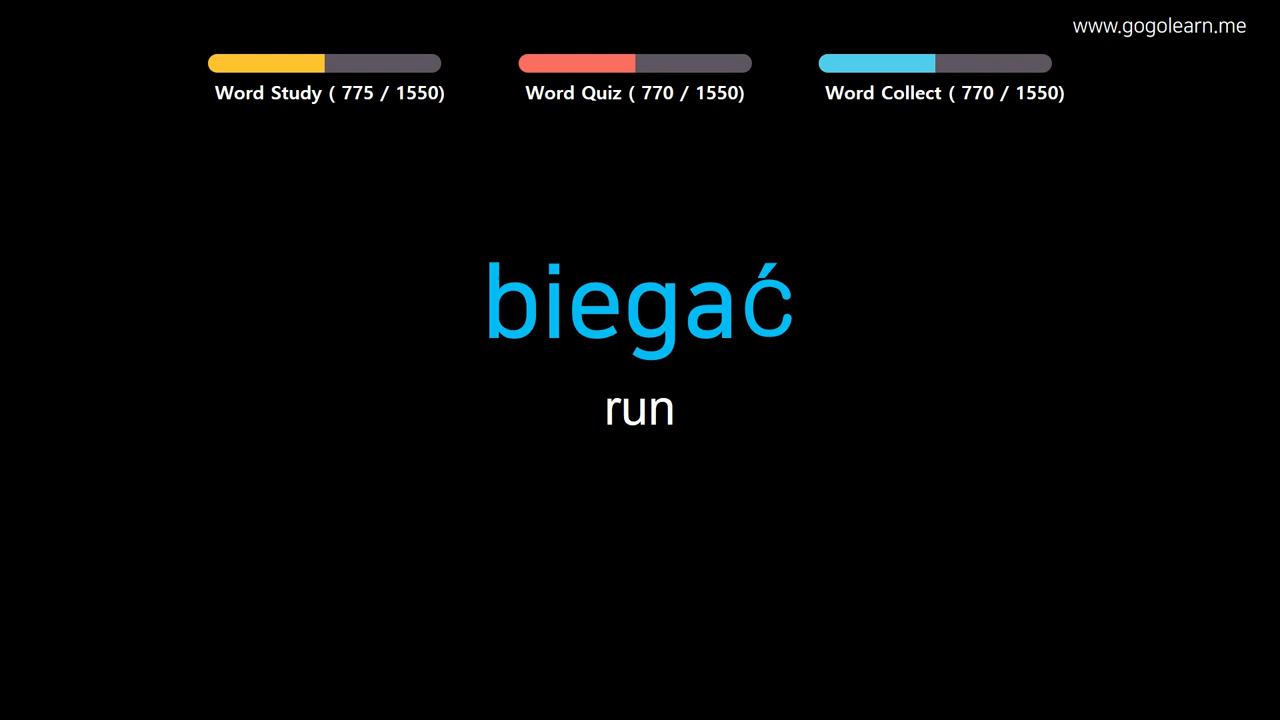 www.gogolearn.me
Word Study ( 775 / 1550)
Word Quiz ( 770 / 1550)
Word Collect ( 770 / 1550)
biegać
run